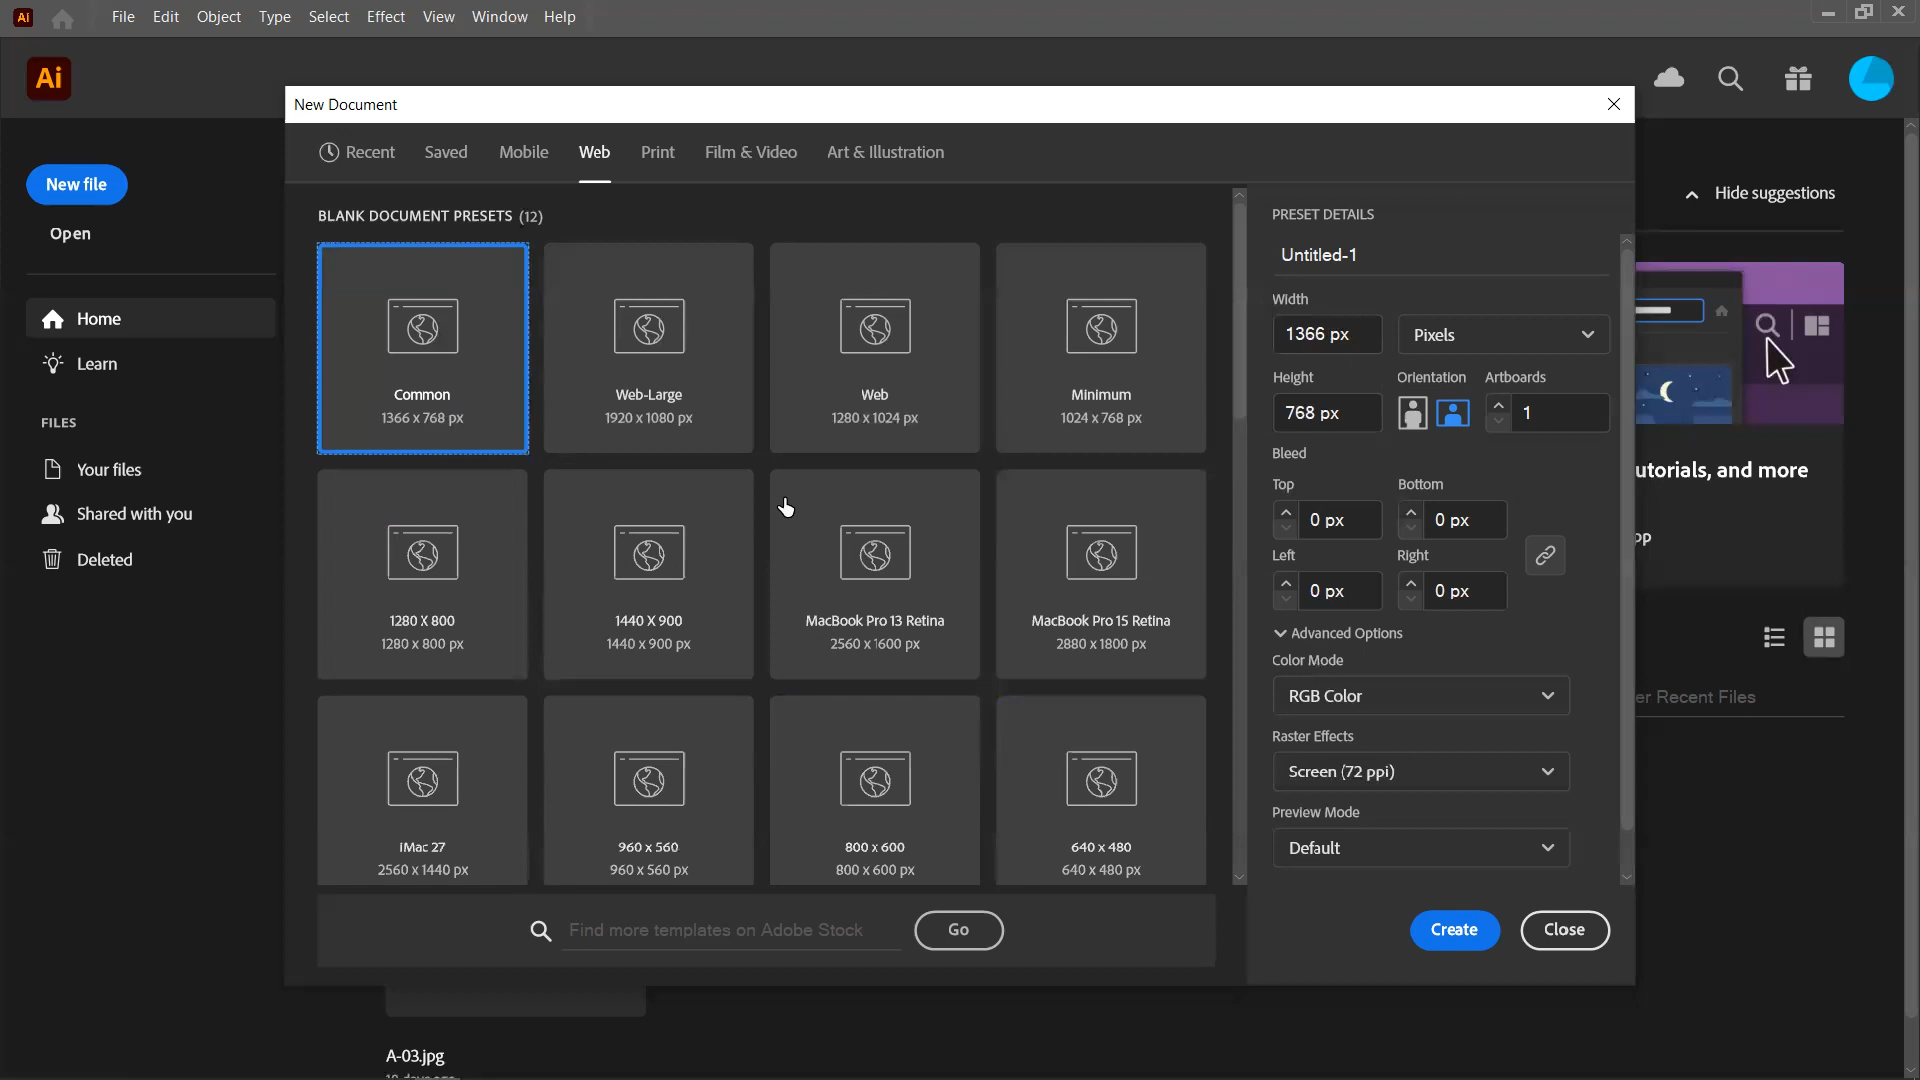 Ai File Edit Object Type Select Effect View Window Help
Ai
New Document
Recent Saved Mobile Web Print Film & Video Art & Illustration
New file
Open
Home
Learn
FILES
Your files
Shared with you
Deleted
BLANK DOCUMENT PRESETS (12)
Common
1366 x 768 px
Web-Large
1920 x 1080 px
Web
1280 x 1024 px
Minimum
1024 x 768 px
1280 X 800
1280 x 800 px
1440 X 900
1440 x 900 px
MacBook Pro 13 Retina
2560 x 1600 px
MacBook Pro 15 Retina
2880 x 1800 px
iMac 27
2560 x 1440 px
960 x 560
960 x 560 px
800 x 600
800 x 600 px
640 x 480
640 x 480 px
Find more templates on Adobe Stock Go
PRESET DETAILS
Untitled-1
Width
1366 px Pixels
Height Orientation Artboards
768 px 1
Bleed
Top Bottom
0 px 0 px
Left Right
0 px 0 px
Advanced Options
Color Mode
RGB Color
Raster Effects
Screen (72 ppi)
Preview Mode
Default
Create Close
Hide suggestions
utorials, and more
pp
er Recent Files
A-03.jpg